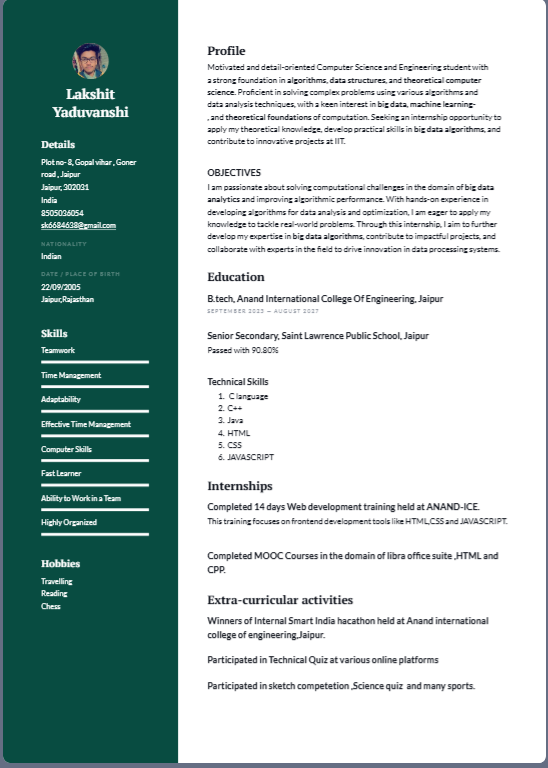 Lakshit
Yaduvanshi
Details
Plot no- 8, Gopal vihar , Goner
road , Jaipur
Jaipur, 302031
India
8505036054
sk6684638@gmail.com
NATIONALITY
Indian
DATE / PLACE OF BIRTH
22/09/2005
Jaipur,Rajasthan
Skills
Teamwork
Time Management
Adaptability
Effective Time Management
Computer Skills
Fast Learner
Ability to Work in a Team
Highly Organized
Hobbies
Travelling
Reading
Chess
Profile
Motivated and detail-oriented Computer Science and Engineering student with
a strong foundation in algorithms, data structures, and theoretical computer
science. Proficient in solving complex problems using various algorithms and
data analysis techniques, with a keen interest in big data, machine learning-
, and theoretical foundations of computation. Seeking an internship opportunity to
apply my theoretical knowledge, develop practical skills in big data algorithms, and
contribute to innovative projects at IIT.
OBJECTIVES
I am passionate about solving computational challenges in the domain of big data
analytics and improving algorithmic performance. With hands-on experience in
developing algorithms for data analysis and optimization, I am eager to apply my
knowledge to tackle real-world problems. Through this internship, I aim to further
develop my expertise in big data algorithms, contribute to impactful projects, and
collaborate with experts in the field to drive innovation in data processing systems.
Education
B.tech, Anand International College Of Engineering, Jaipur
SEPTEMBER 2023 — AUGUST 2027
Senior Secondary, Saint Lawrence Public School, Jaipur
Passed with 90.80%
Technical Skills
1. C language
2. C++
3. Java
4. HTML
5. CSS
6. JAVASCRIPT
Internships
Completed 14 days Web development training held at ANAND-ICE.
This training focuses on frontend development tools like HTML,CSS and JAVASCRIPT.
Completed MOOC Courses in the domain of libra office suite ,HTML and
CPP.
Extra-curricular activities
Winners of Internal Smart India hacathon held at Anand international
college of engineering,Jaipur.
Participated in Technical Quiz at various online platforms
Participated in sketch competetion ,Science quiz and many sports.